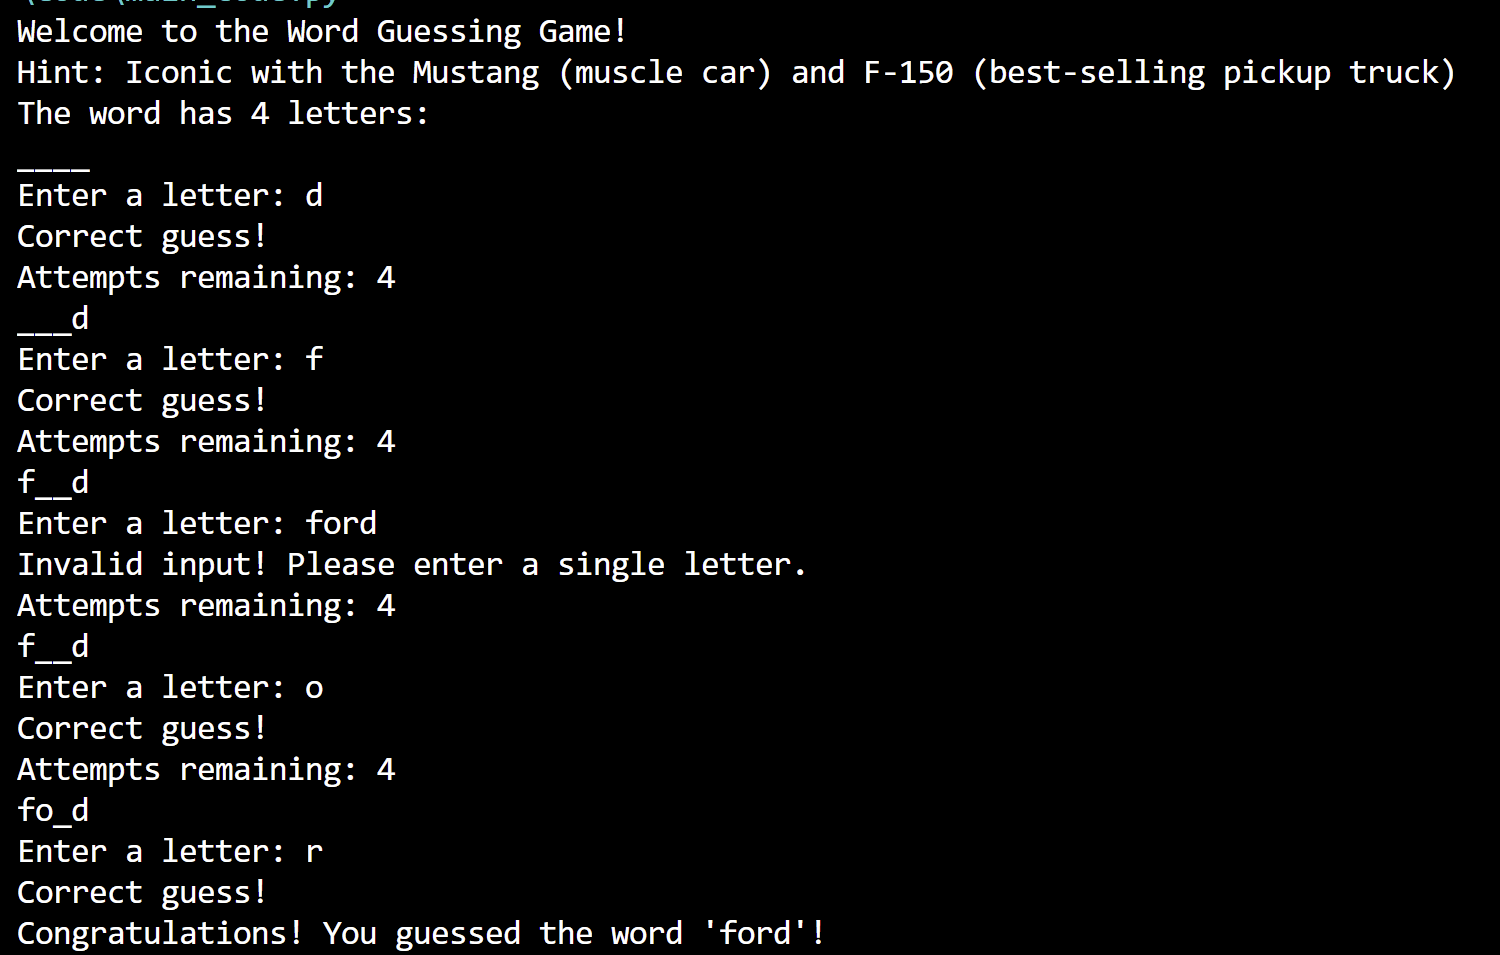 Welcome to the Word Guessing Game!
Hint: Iconic with the Mustang (muscle car) and F-150 (best-selling pickup truck)
The word has 4 letters:
____
Enter a letter: d
Correct guess!
Attempts remaining: 4
___d
Enter a letter: f
Correct guess!
Attempts remaining: 4
f__d
Enter a letter: ford
Invalid input! Please enter a single letter.
Attempts remaining: 4
f__d
Enter a letter: o
Correct guess!
Attempts remaining: 4
fo_d
Enter a letter: r
Correct guess!
Congratulations! You guessed the word 'ford'!